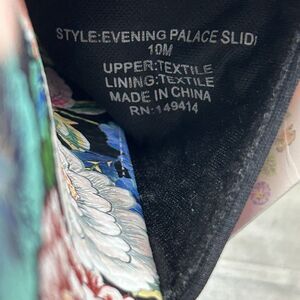 STYLE:EVENING PALACE SLIDI
10M
UPPER:TEXTILE
LINING:TEXTILE
MADE IN CHINA
RN:149414